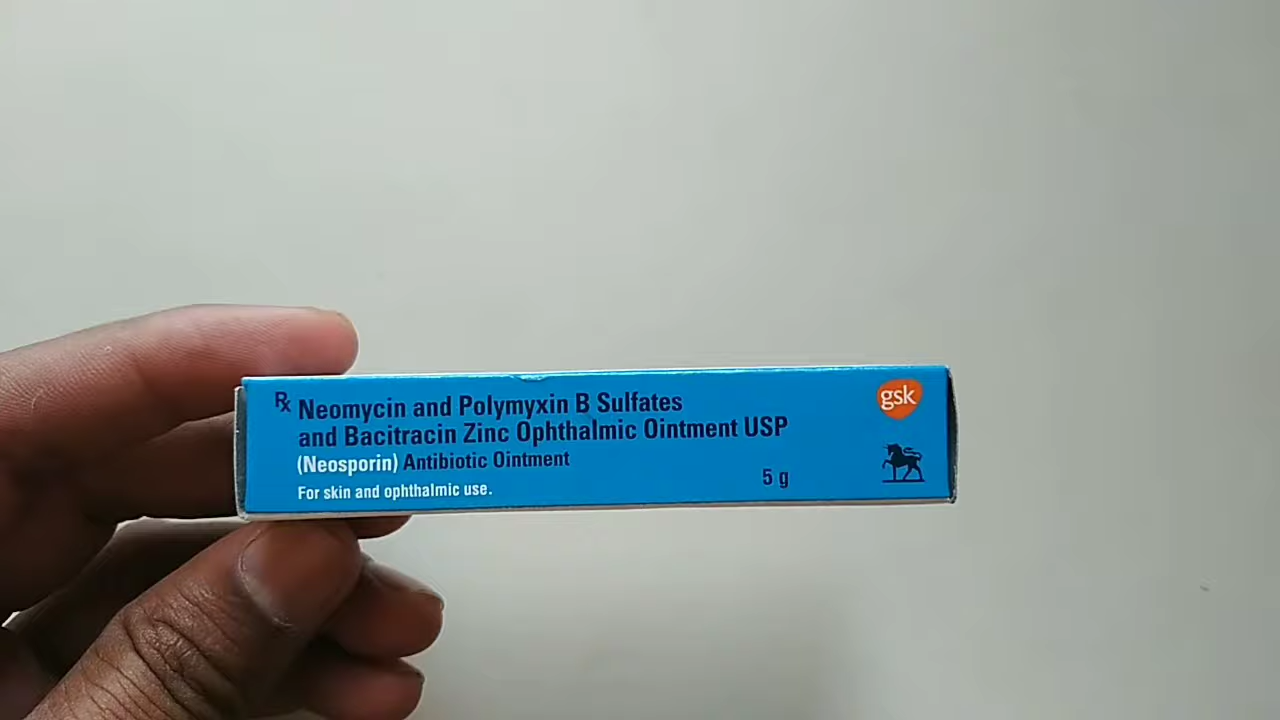 Rx Neomycin and Polymyxin B Sulfates
and Bacitracin Zinc Ophthalmic Ointment USP
(Neosporin) Antibiotic Ointment
For skin and ophthalmic use.
5 g
gsk